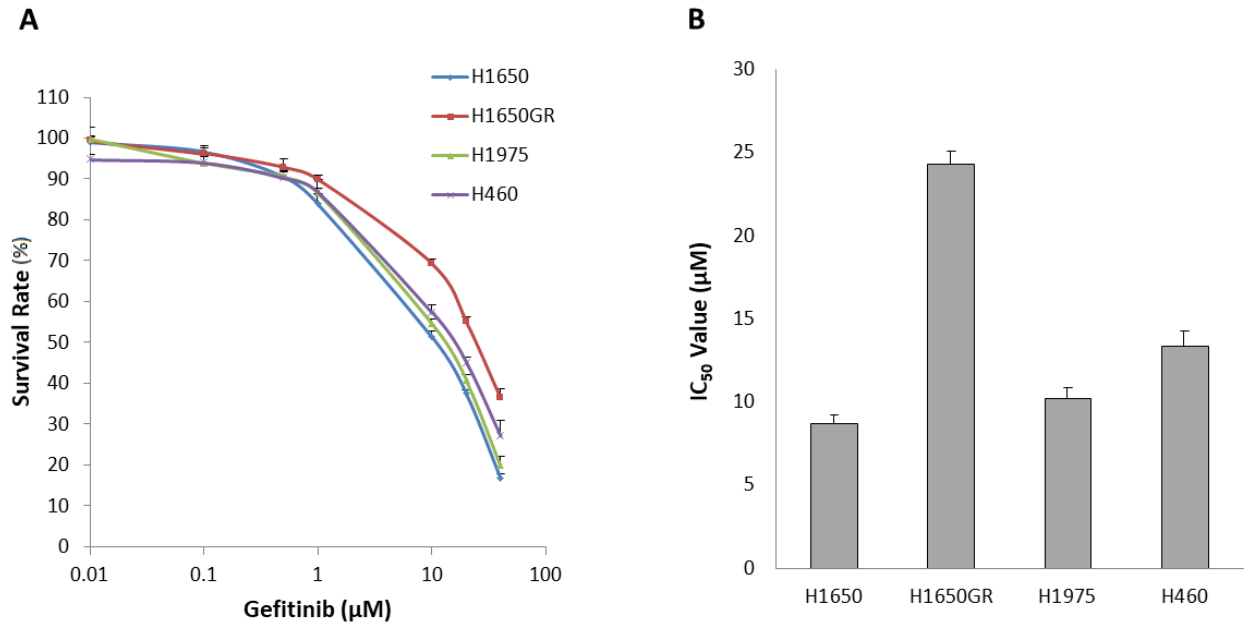 A
H1650
H1650GR
H1975
H460
110
100
90
80
70
60
50
40
30
20
10
0
Survival Rate (%)
0.01 0.1 1 10 100
Gefitinib (µM)
B
30
25
20
15
10
5
0
IC50 Value (µM)
H1650 H1650GR H1975 H460